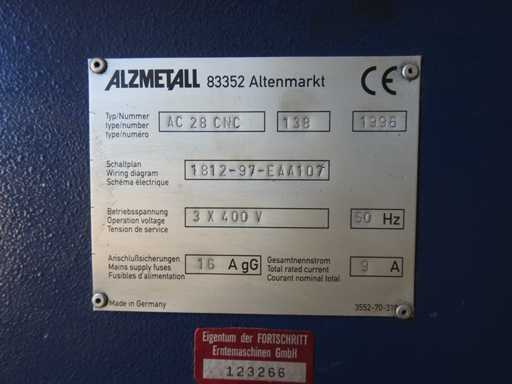 ALZMETALL 83352 Altenmarkt CE
Typ/Nummer
type/number
type/numéro
AC 28 CNC 138 1996
Schaltplan
Wiring diagram
Schéma électrique
1812-97-EAA107
Betriebsspannung
Operation voltage
Tension de service
3 X 400 V 50 Hz
Anschlußsicherungen
Mains supply fuses
Fusibles d'alimentation
16 A gG
Gesamtnennstrom
Total rated current
Courant nominal total
9 A
Made in Germany
Eigentum der FORTSCHRITT
Erntemaschinen GmbH
123266